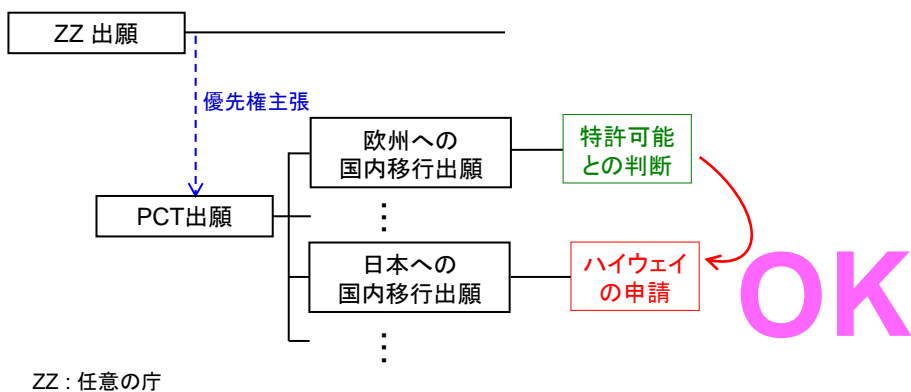 ZZ 出願
優先権主張
欧州への
国内移行出願
特許可能
との判断
PCT出願
⋮
日本への
国内移行出願
ハイウェイ
の申請
OK
⋮
ZZ : 任意の庁